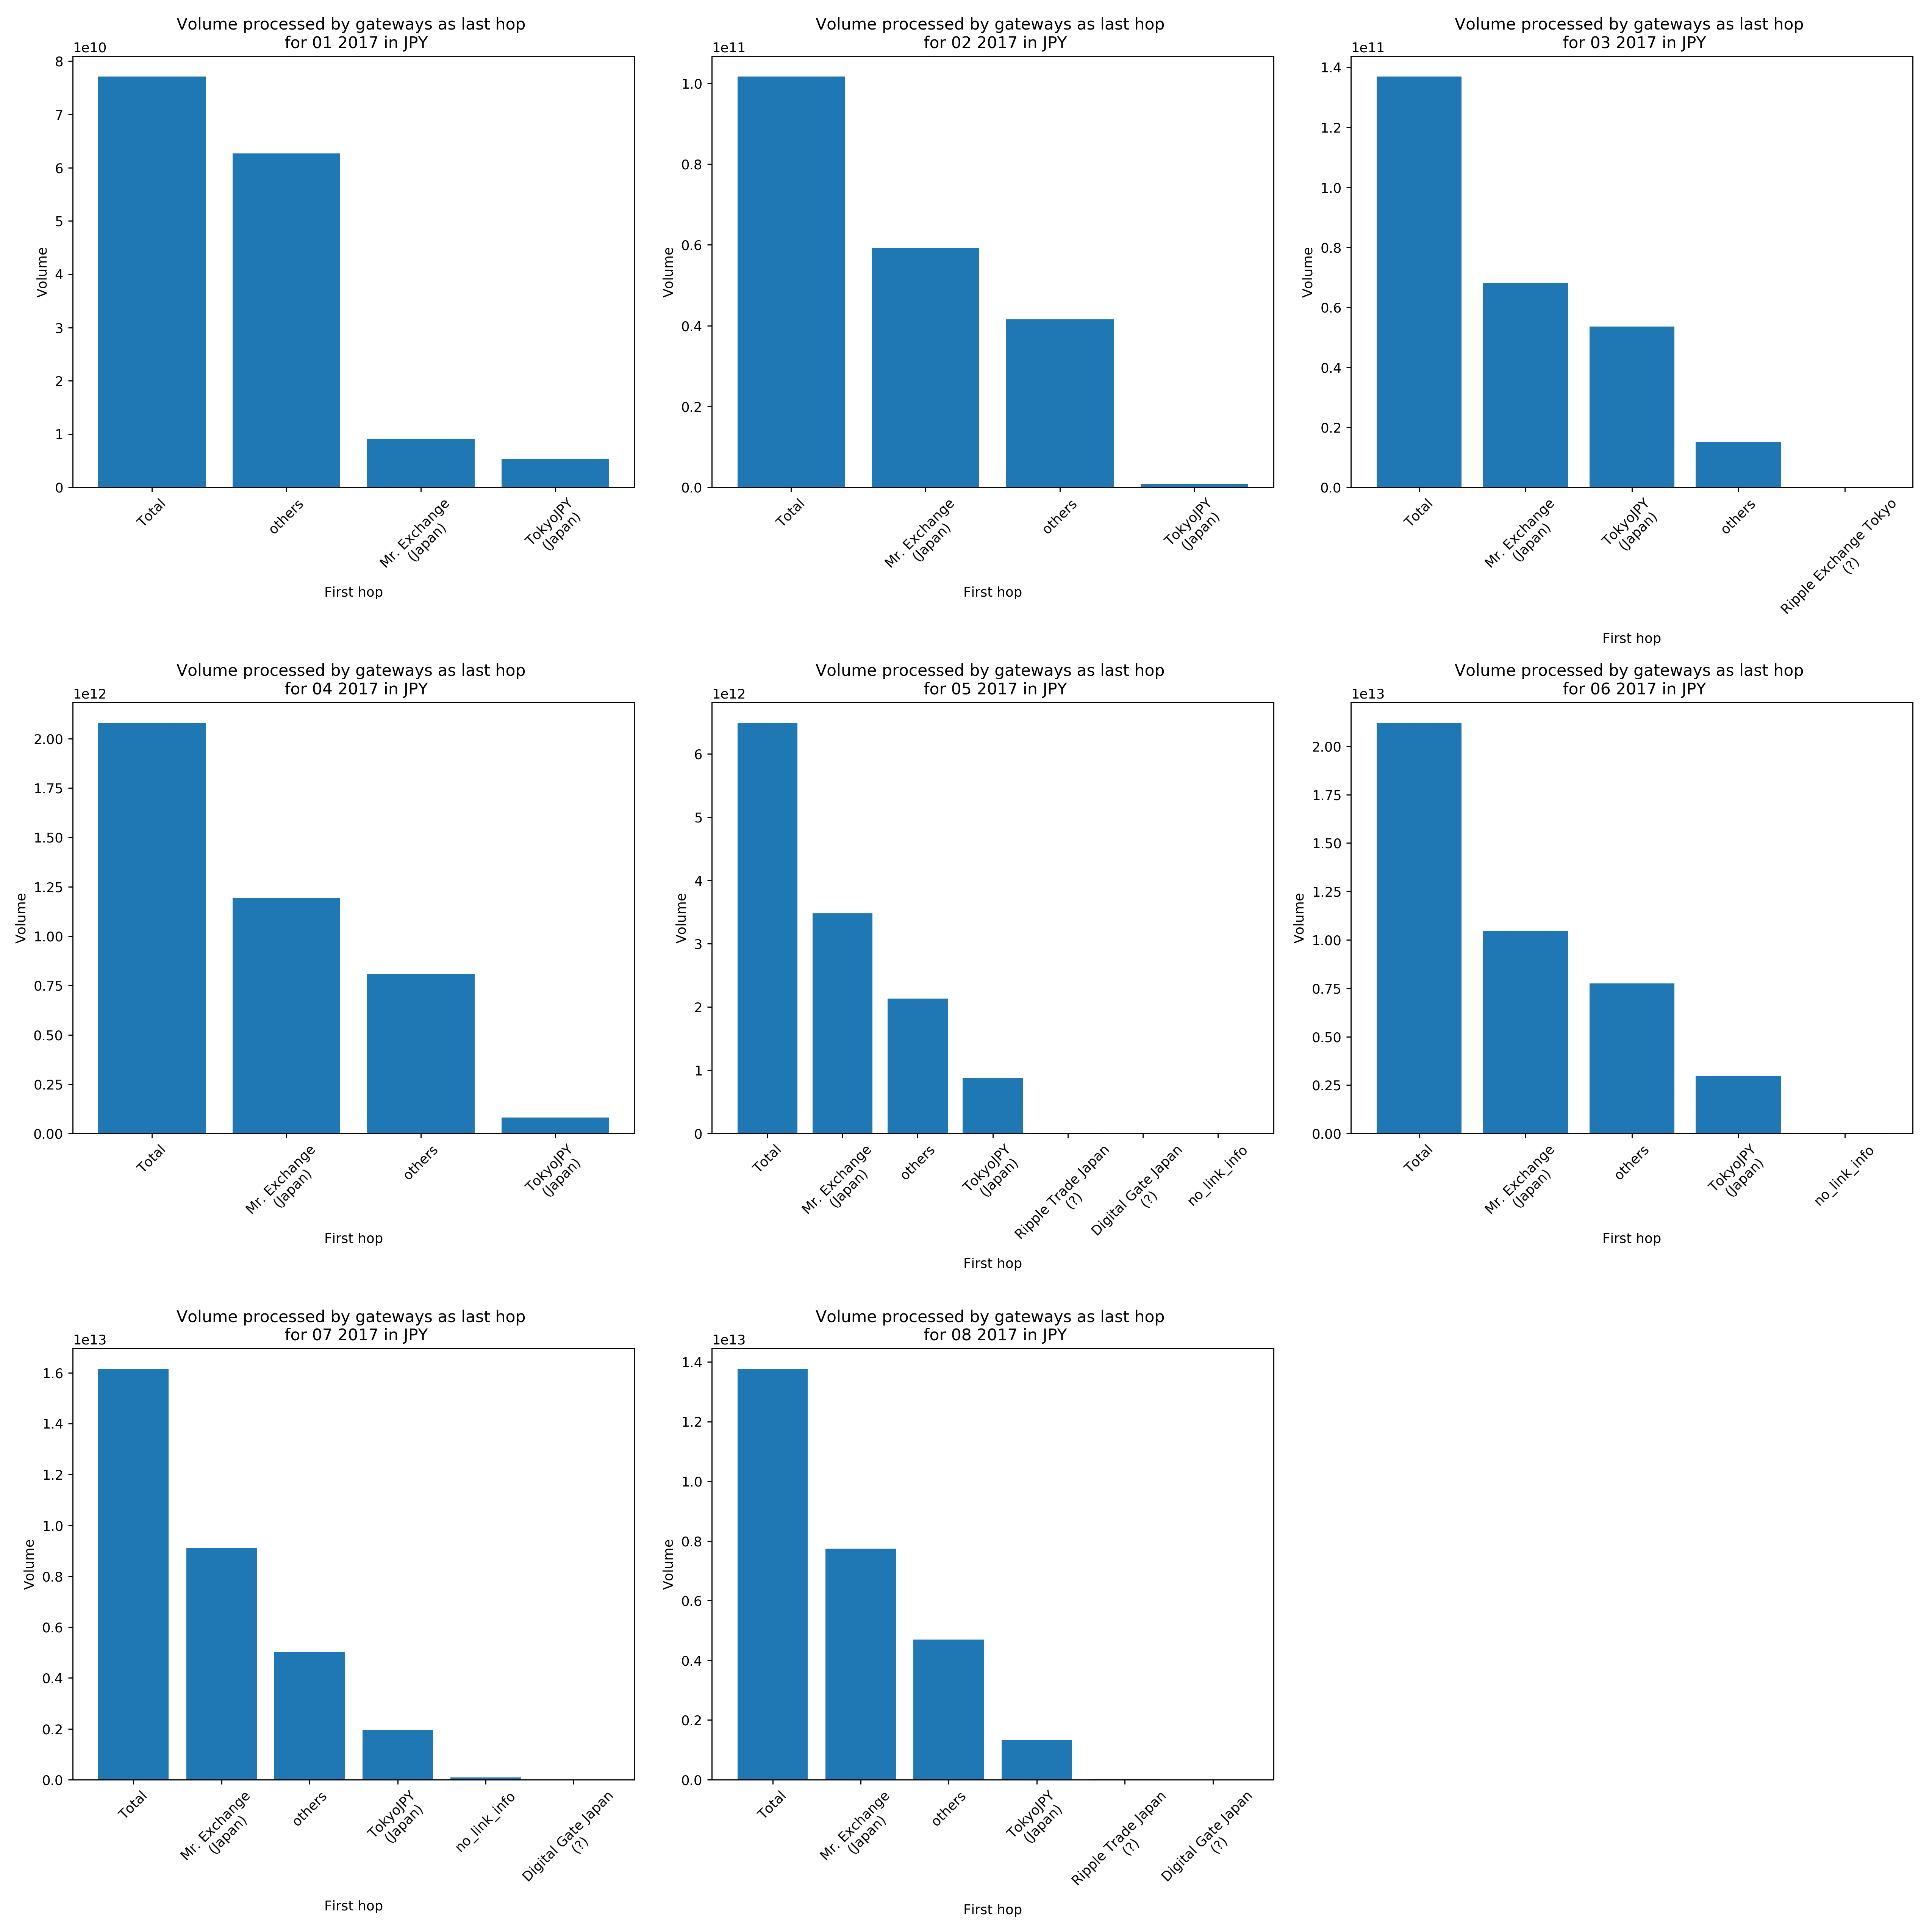 Volume processed by gateways as last hop
for 01 2017 in JPY
1e10
8
7
6
5
4
3
2
1
0
Volume
Total
others
Mr. Exchange
(Japan)
TokyoJPY
(Japan)
First hop
Volume processed by gateways as last hop
for 02 2017 in JPY
1e11
1.0
0.8
0.6
0.4
0.2
0.0
Volume
Total
Mr. Exchange
(Japan)
others
TokyoJPY
(Japan)
First hop
Volume processed by gateways as last hop
for 03 2017 in JPY
1e11
1.4
1.2
1.0
0.8
0.6
0.4
0.2
0.0
Volume
Total
Mr. Exchange
(Japan)
TokyoJPY
(Japan)
others
Ripple Exchange Tokyo
(?)
First hop
Volume processed by gateways as last hop
for 04 2017 in JPY
1e12
2.00
1.75
1.50
1.25
1.00
0.75
0.50
0.25
0.00
Volume
Total
Mr. Exchange
(Japan)
others
TokyoJPY
(Japan)
First hop
Volume processed by gateways as last hop
for 05 2017 in JPY
1e12
6
5
4
3
2
1
0
Volume
Total
Mr. Exchange
(Japan)
others
TokyoJPY
(Japan)
Ripple Trade Japan
(?)
Digital Gate Japan
(?)
no_link_info
First hop
Volume processed by gateways as last hop
for 06 2017 in JPY
1e13
2.00
1.75
1.50
1.25
1.00
0.75
0.50
0.25
0.00
Volume
Total
Mr. Exchange
(Japan)
others
TokyoJPY
(Japan)
no_link_info
First hop
Volume processed by gateways as last hop
for 07 2017 in JPY
1e13
1.6
1.4
1.2
1.0
0.8
0.6
0.4
0.2
0.0
Volume
Total
Mr. Exchange
(Japan)
others
TokyoJPY
(Japan)
no_link_info
Digital Gate Japan
(?)
First hop
Volume processed by gateways as last hop
for 08 2017 in JPY
1e13
1.4
1.2
1.0
0.8
0.6
0.4
0.2
0.0
Volume
Total
Mr. Exchange
(Japan)
others
TokyoJPY
(Japan)
Ripple Trade Japan
(?)
Digital Gate Japan
(?)
First hop